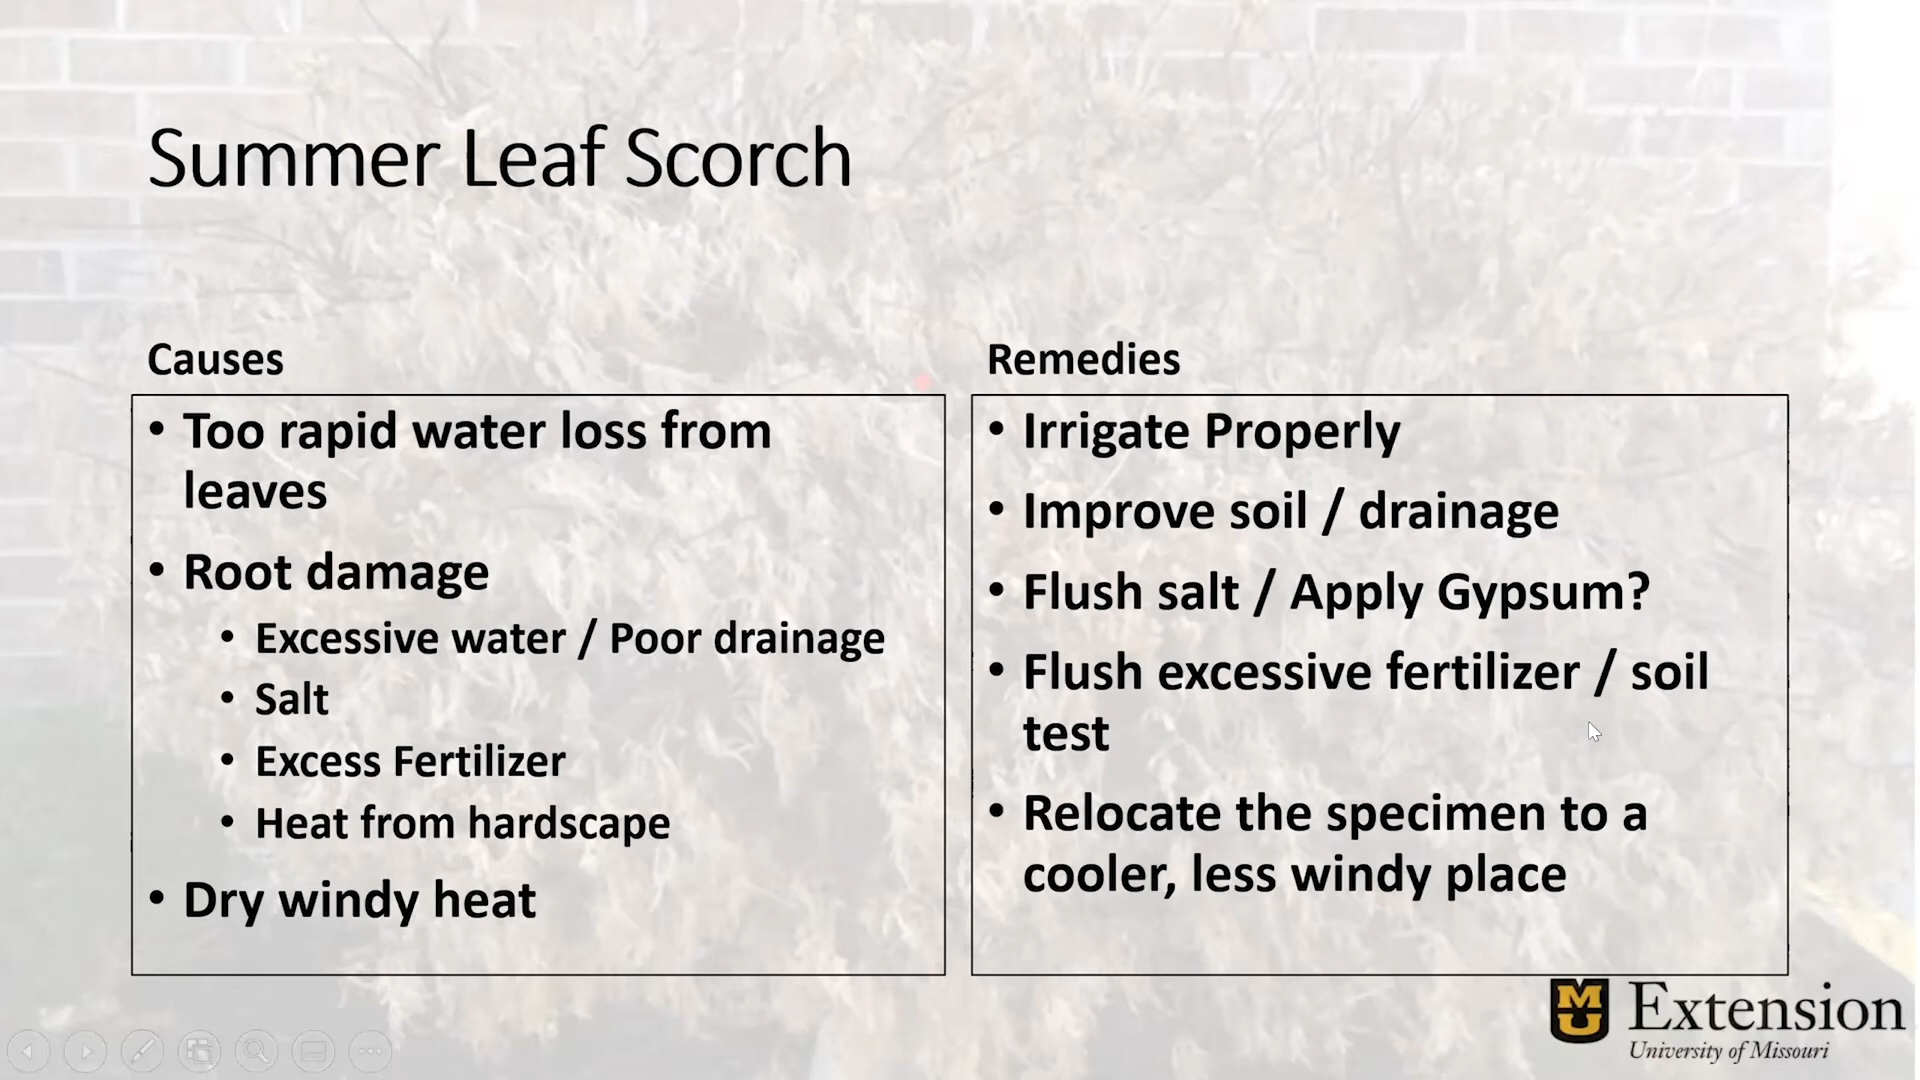 Summer Leaf Scorch
Causes
• Too rapid water loss from
leaves
• Root damage
• Excessive water / Poor drainage
• Salt
• Excess Fertilizer
• Heat from hardscape
• Dry windy heat
Remedies
• Irrigate Properly
• Improve soil / drainage
• Flush salt / Apply Gypsum?
• Flush excessive fertilizer / soil
test
• Relocate the specimen to a
cooler, less windy place
MU
Extension
University of Missouri